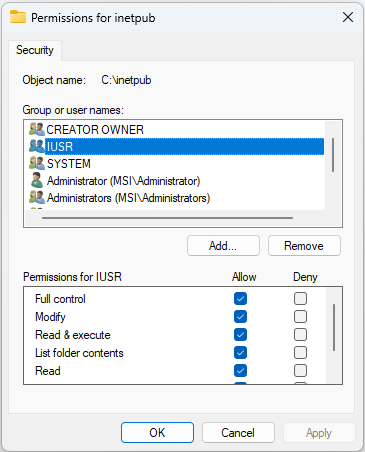 Permissions for inetpub
Security
Object name: C:\inetpub
Group or user names:
CREATOR OWNER
IUSR
SYSTEM
Administrator (MSI\Administrator)
Administrators (MSI\Administrators)
Add...
Remove
Permissions for IUSR Allow Deny
Full control
Modify
Read & execute
List folder contents
Read
OK
Cancel
Apply